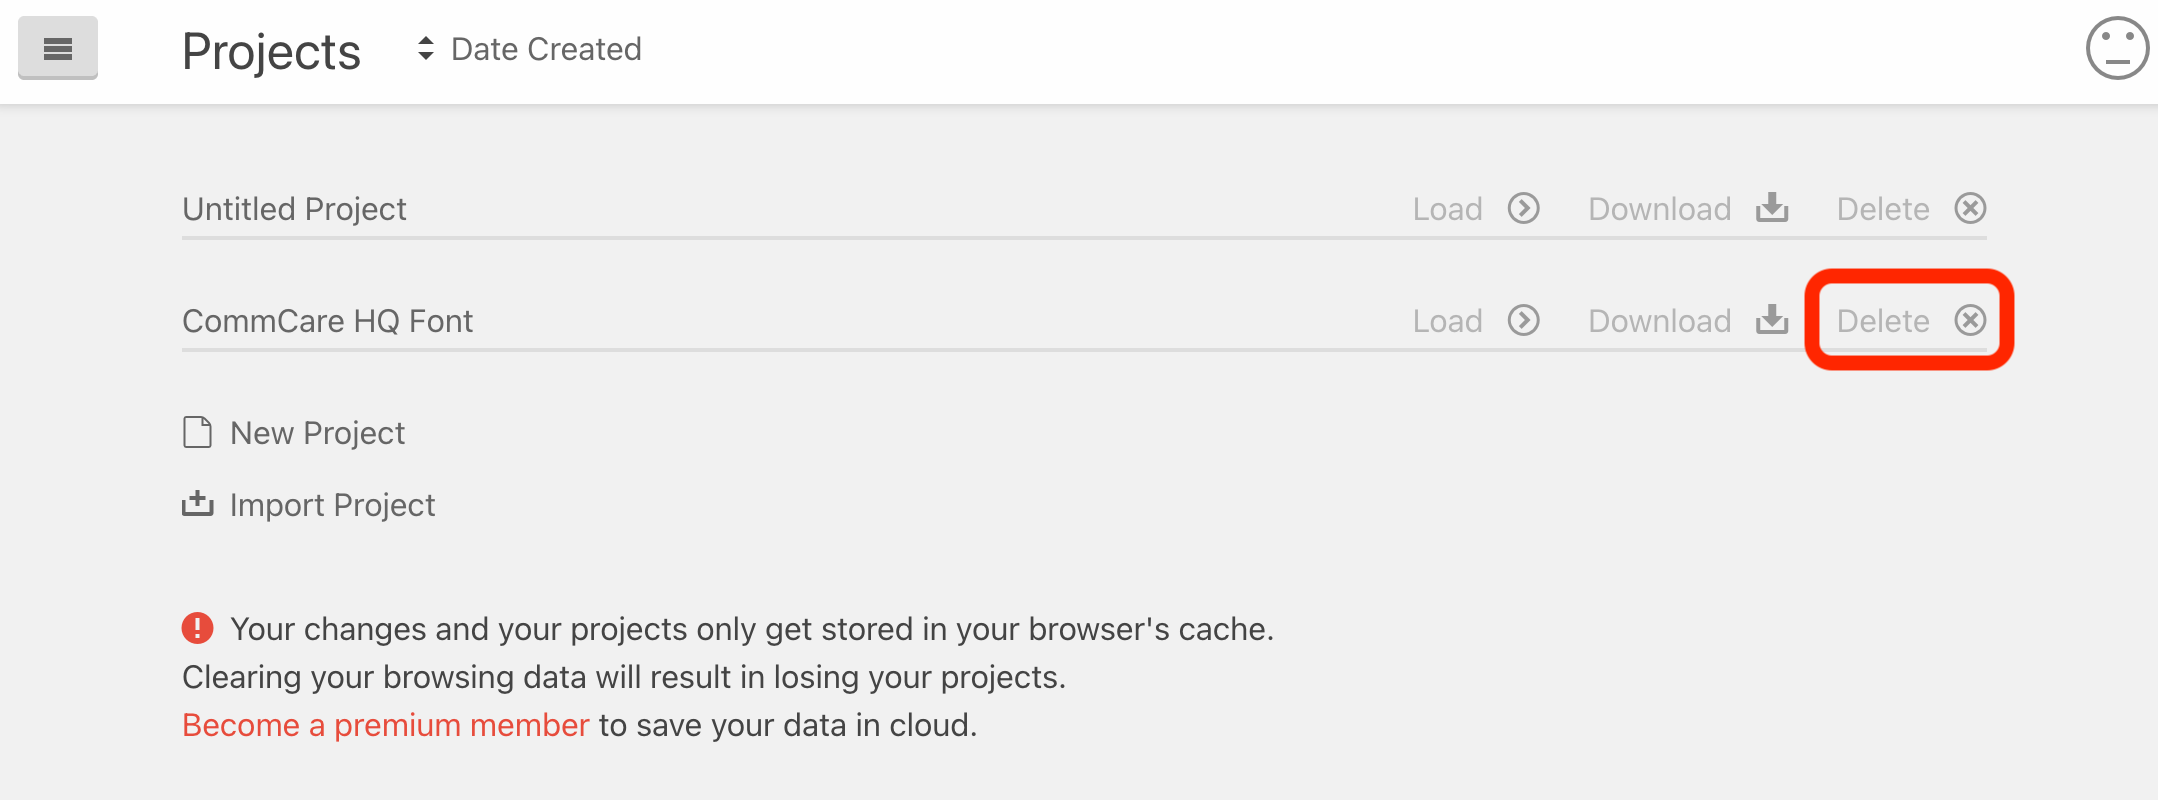 Projects Date Created
Untitled Project Load Download Delete
CommCare HQ Font Load Download Delete
New Project
Import Project
Your changes and your projects only get stored in your browser's cache.
Clearing your browsing data will result in losing your projects.
Become a premium member to save your data in cloud.